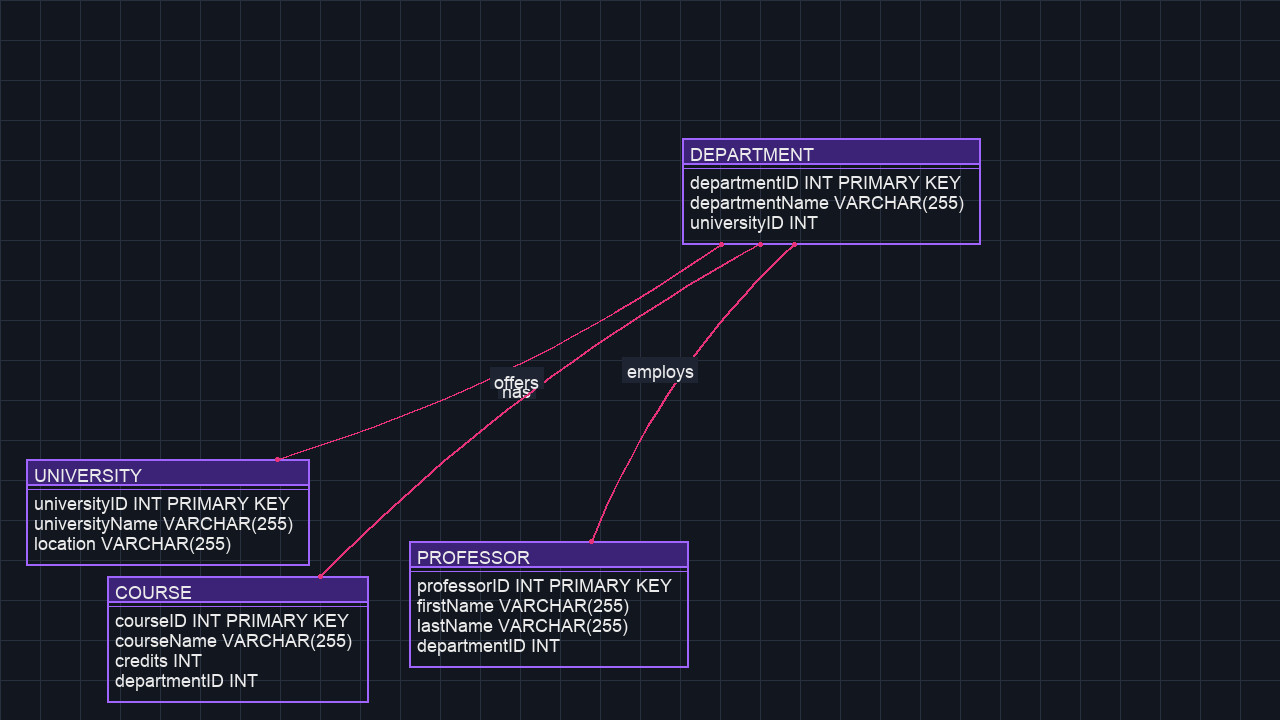 DEPARTMENT
departmentID INT PRIMARY KEY
departmentName VARCHAR(255)
universityID INT
offers
has
employs
UNIVERSITY
universityID INT PRIMARY KEY
universityName VARCHAR(255)
location VARCHAR(255)
PROFESSOR
professorID INT PRIMARY KEY
firstName VARCHAR(255)
lastName VARCHAR(255)
departmentID INT
COURSE
courseID INT PRIMARY KEY
courseName VARCHAR(255)
credits INT
departmentID INT